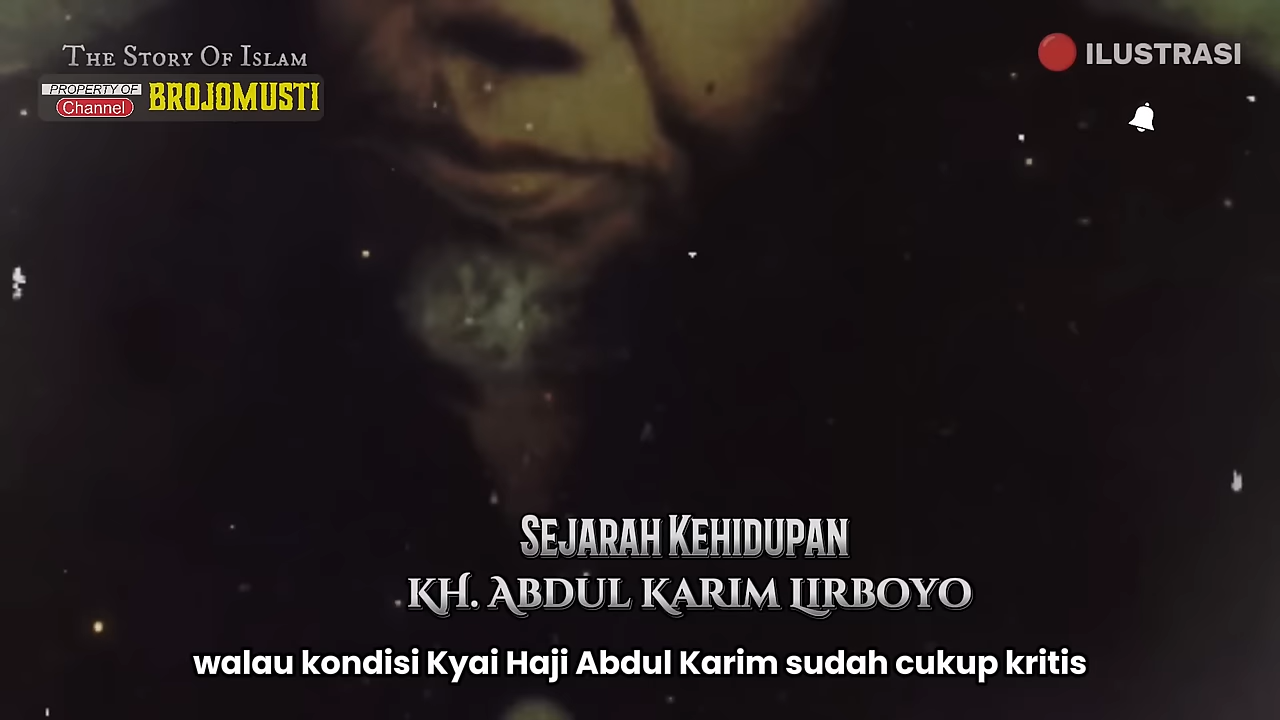 The Story Of Islam
PROPERTY OF
Channel
BROJOMUSTI
ILUSTRASI
Sejarah Kehidupan
KH. Abdul Karim Lirboyo
walau kondisi Kyai Haji Abdul Karim sudah cukup kritis